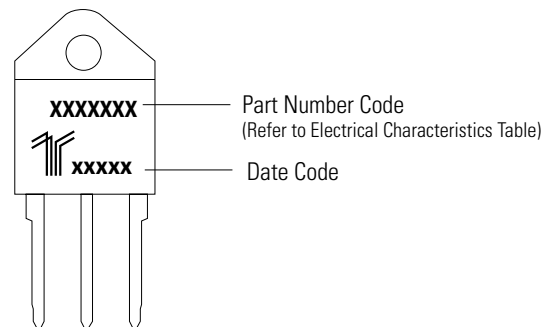 XXXXXXX
Part Number Code
(Refer to Electrical Characteristics Table)
XXXXX
Date Code